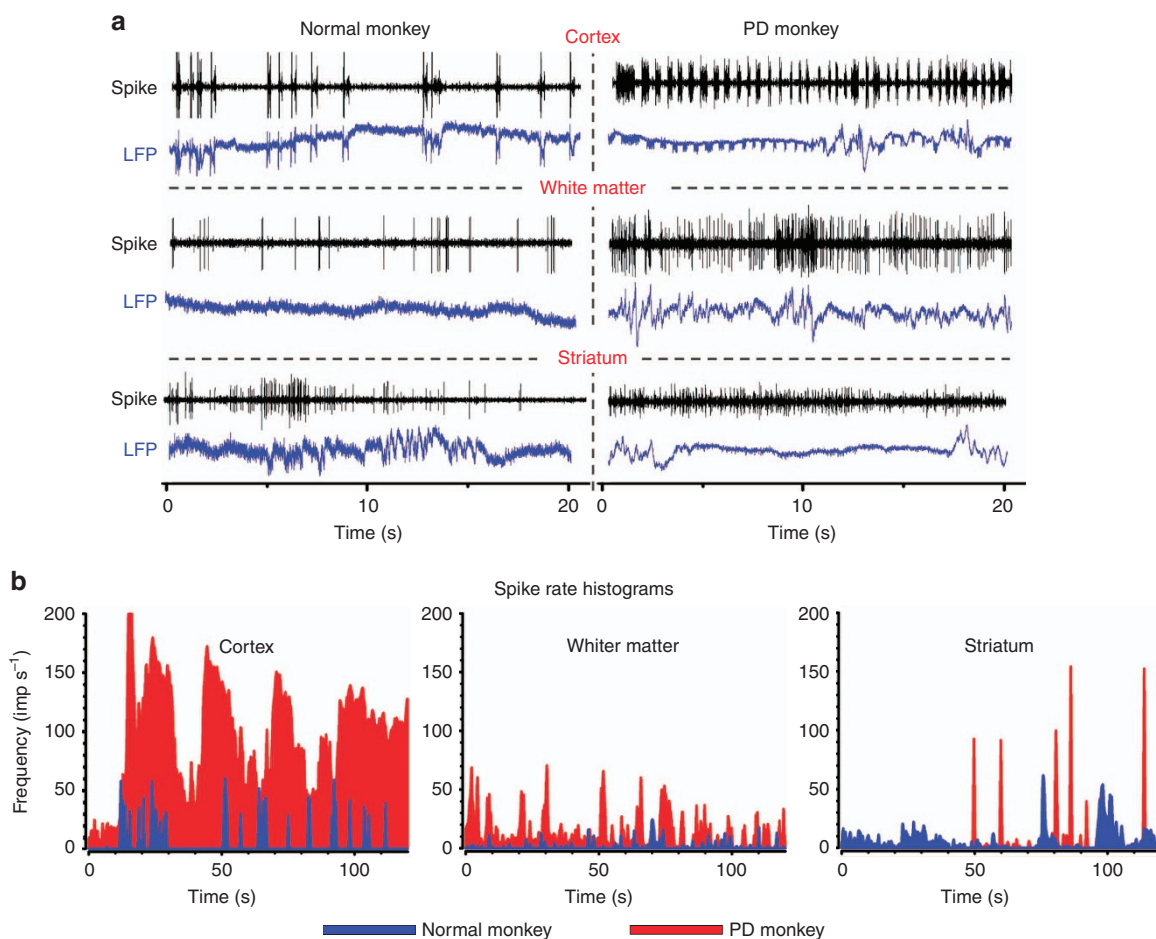 a
Normal monkey
Cortex
PD monkey
Spike
LFP
White matter
Spike
LFP
Striatum
Spike
LFP
0 10 20 0 10 20
Time (s) Time (s)
b
Spike rate histograms
200 200 200
Cortex Whiter matter Striatum
150 150 150
100 100 100
50 50 50
0 0 0
Frequency (imp s⁻¹)
0 50 100 0 50 100 0 50 100
Time (s) Time (s) Time (s)
Normal monkey PD monkey